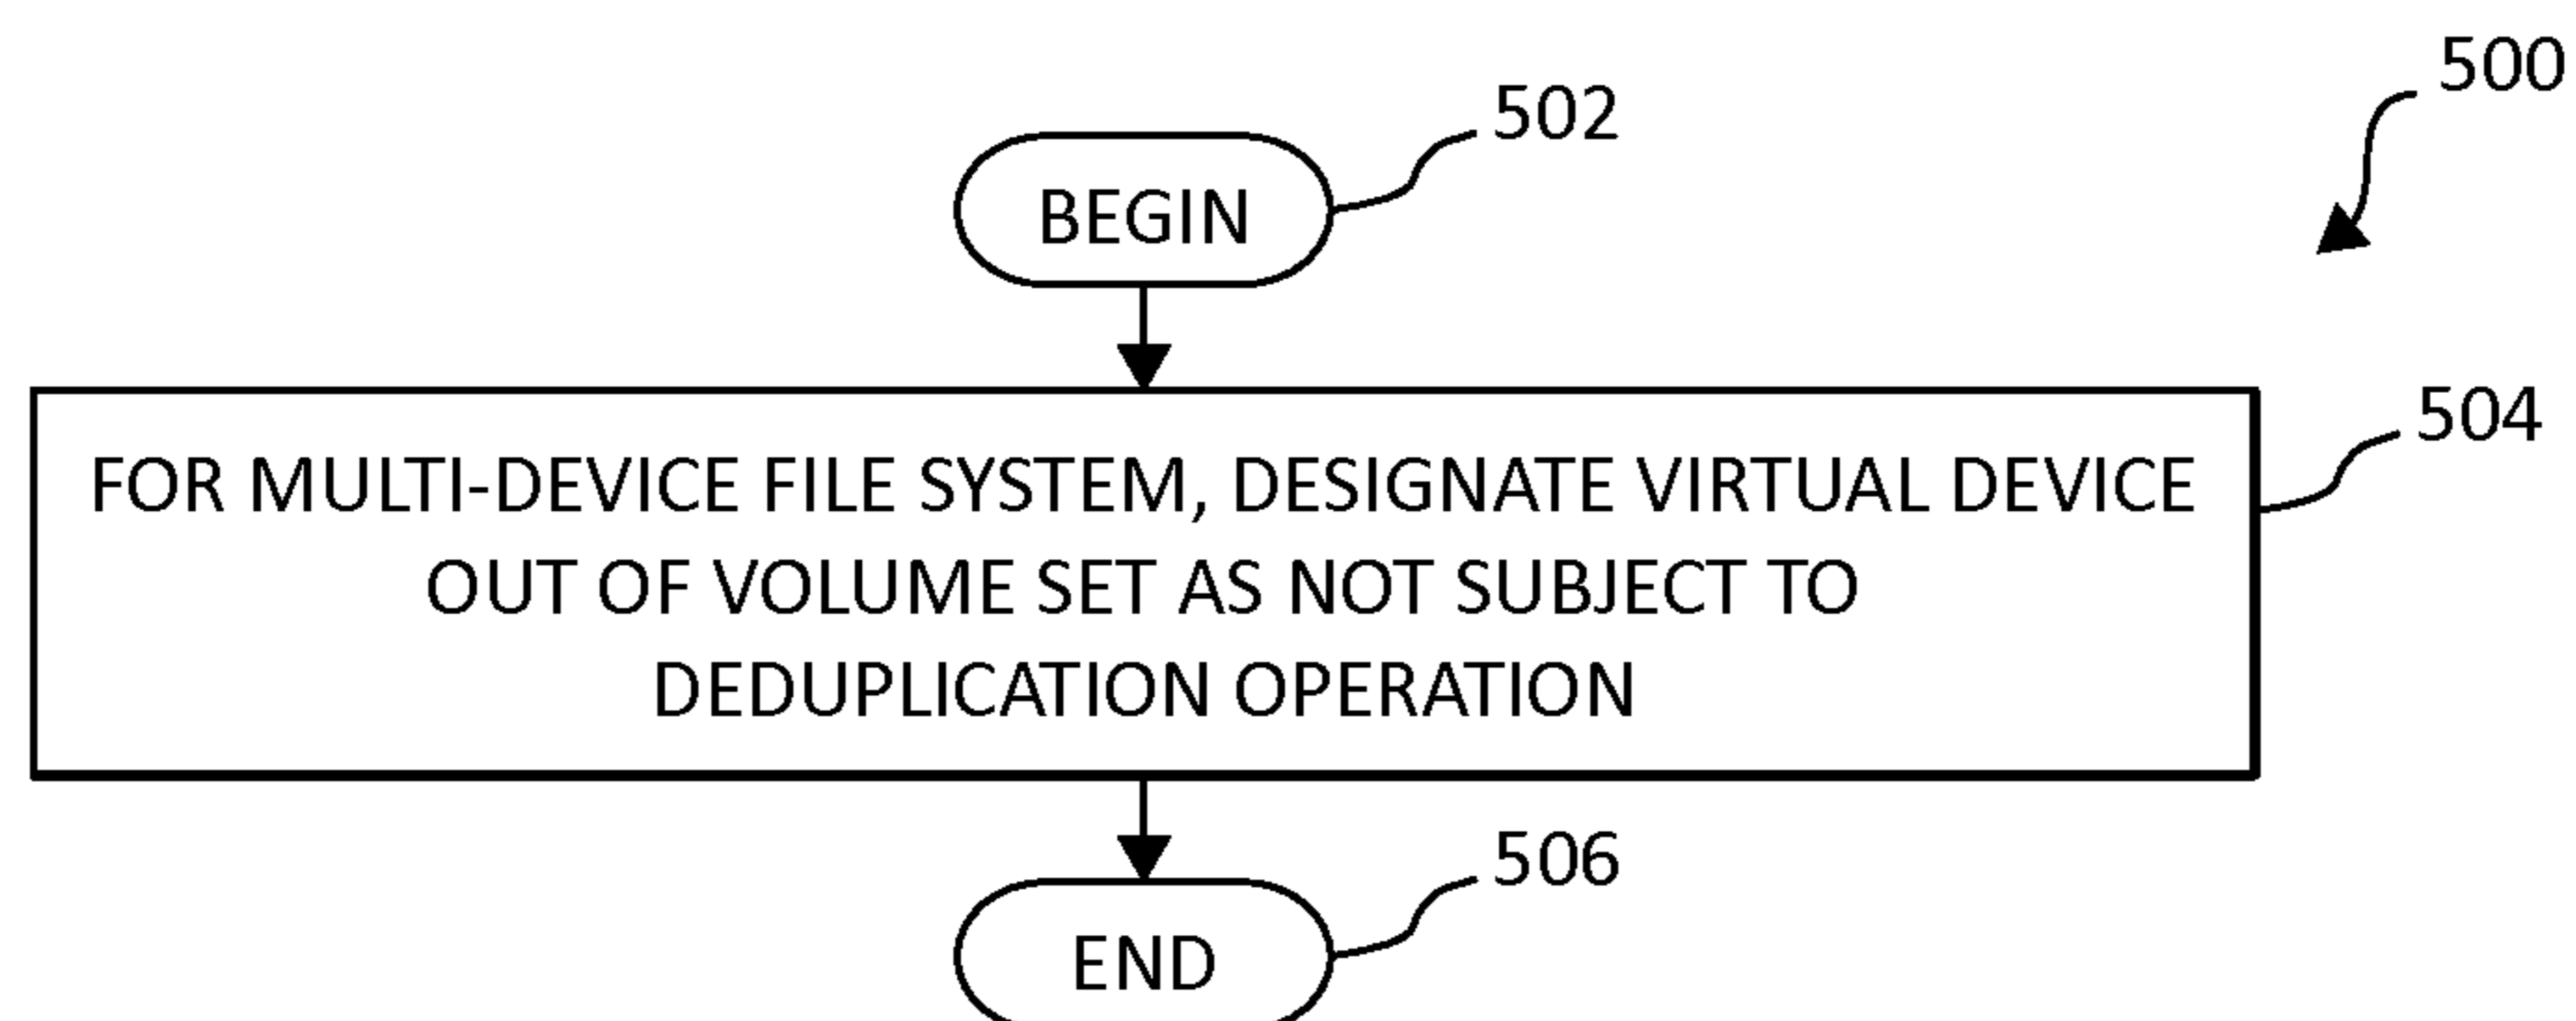 500
502
BEGIN
504
FOR MULTI-DEVICE FILE SYSTEM, DESIGNATE VIRTUAL DEVICE
OUT OF VOLUME SET AS NOT SUBJECT TO
DEDUPLICATION OPERATION
506
END